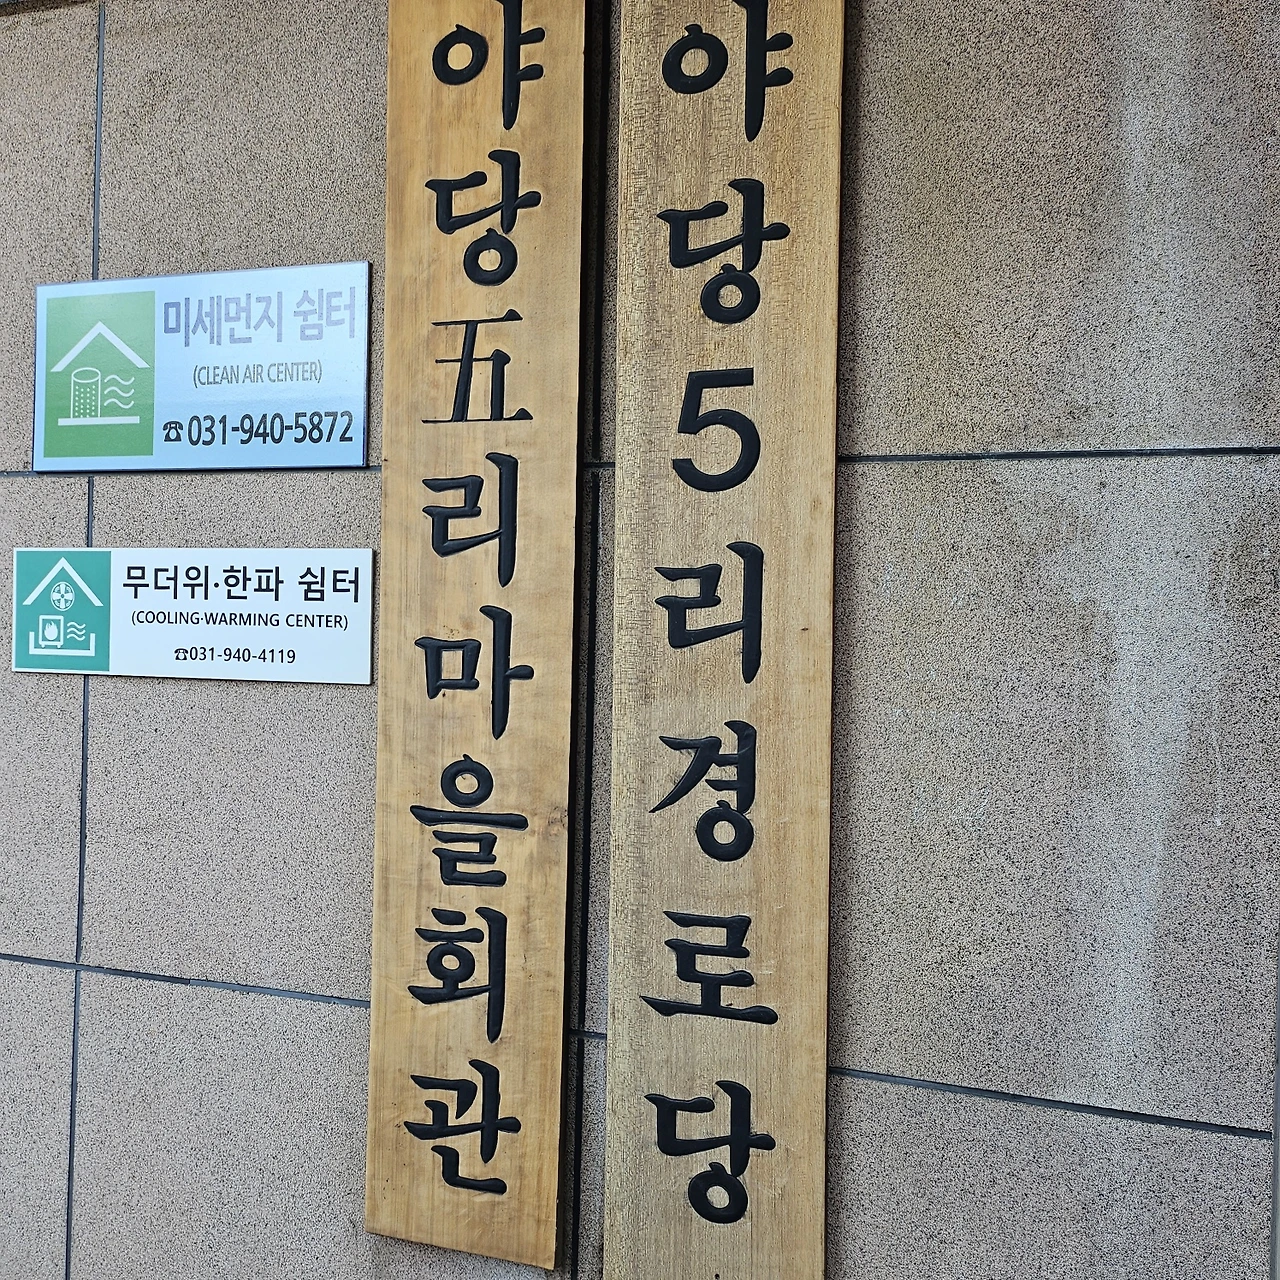 미세먼지 쉼터
(CLEAN AIR CENTER)
☎031-940-5872
무더위·한파 쉼터
(COOLING·WARMING CENTER)
☎031-940-4119
야당五리마을회관
야당5리경로당